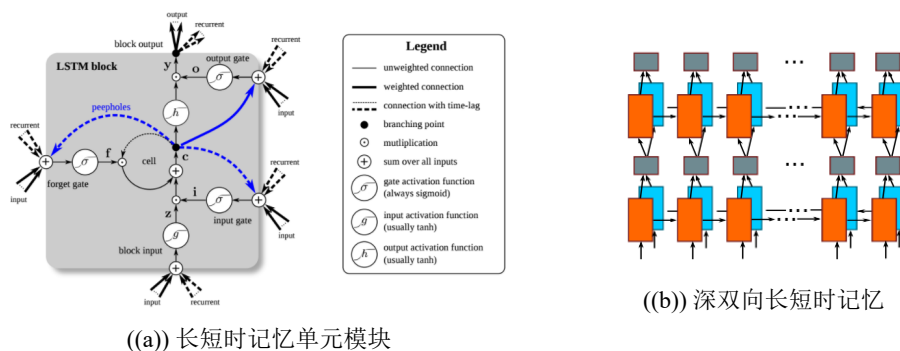 output
block output
recurrent
LSTM block
y
o
output gate
σ
h
input
peepholes
recurrent
f
σ
cell
c
recurrent
forget gate
input
i
σ
z
input gate
input
g
block input
input
recurrent
Legend
unweighted connection
weighted connection
connection with time-lag
branching point
mutliplication
sum over all inputs
σ
gate activation function
(always sigmoid)
g
input activation function
(usually tanh)
h
output activation function
(usually tanh)
((a)) 长短时记忆单元模块
((b)) 深双向长短时记忆